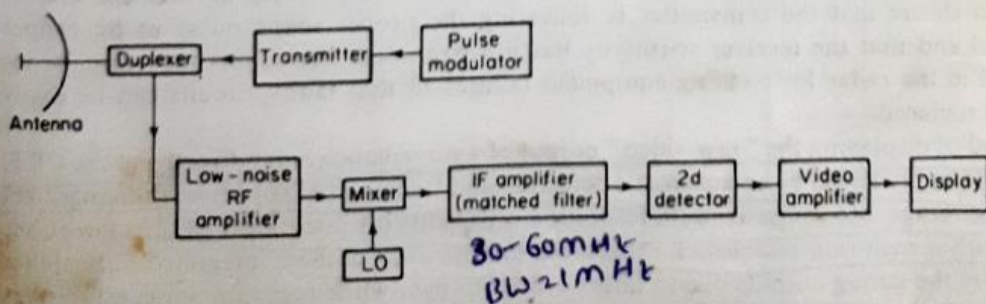 Pulse
modulator
Transmitter
Duplexer
Antenna
Low-noise
RF
amplifier
Mixer
LO
IF amplifier
(matched filter)
2d
detector
Video
amplifier
Display
30-60MHz
BW=1MHz